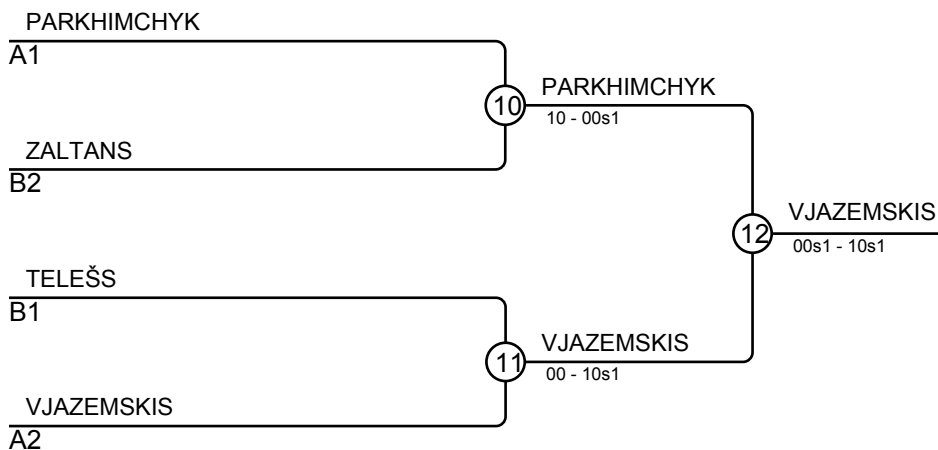 PARKHIMCHYK
A1
10
PARKHIMCHYK
10 - 00s1
ZALTANS
B2
12
VJAZEMSKIS
00s1 - 10s1
TELEŠS
B1
11
VJAZEMSKIS
00 - 10s1
VJAZEMSKIS
A2